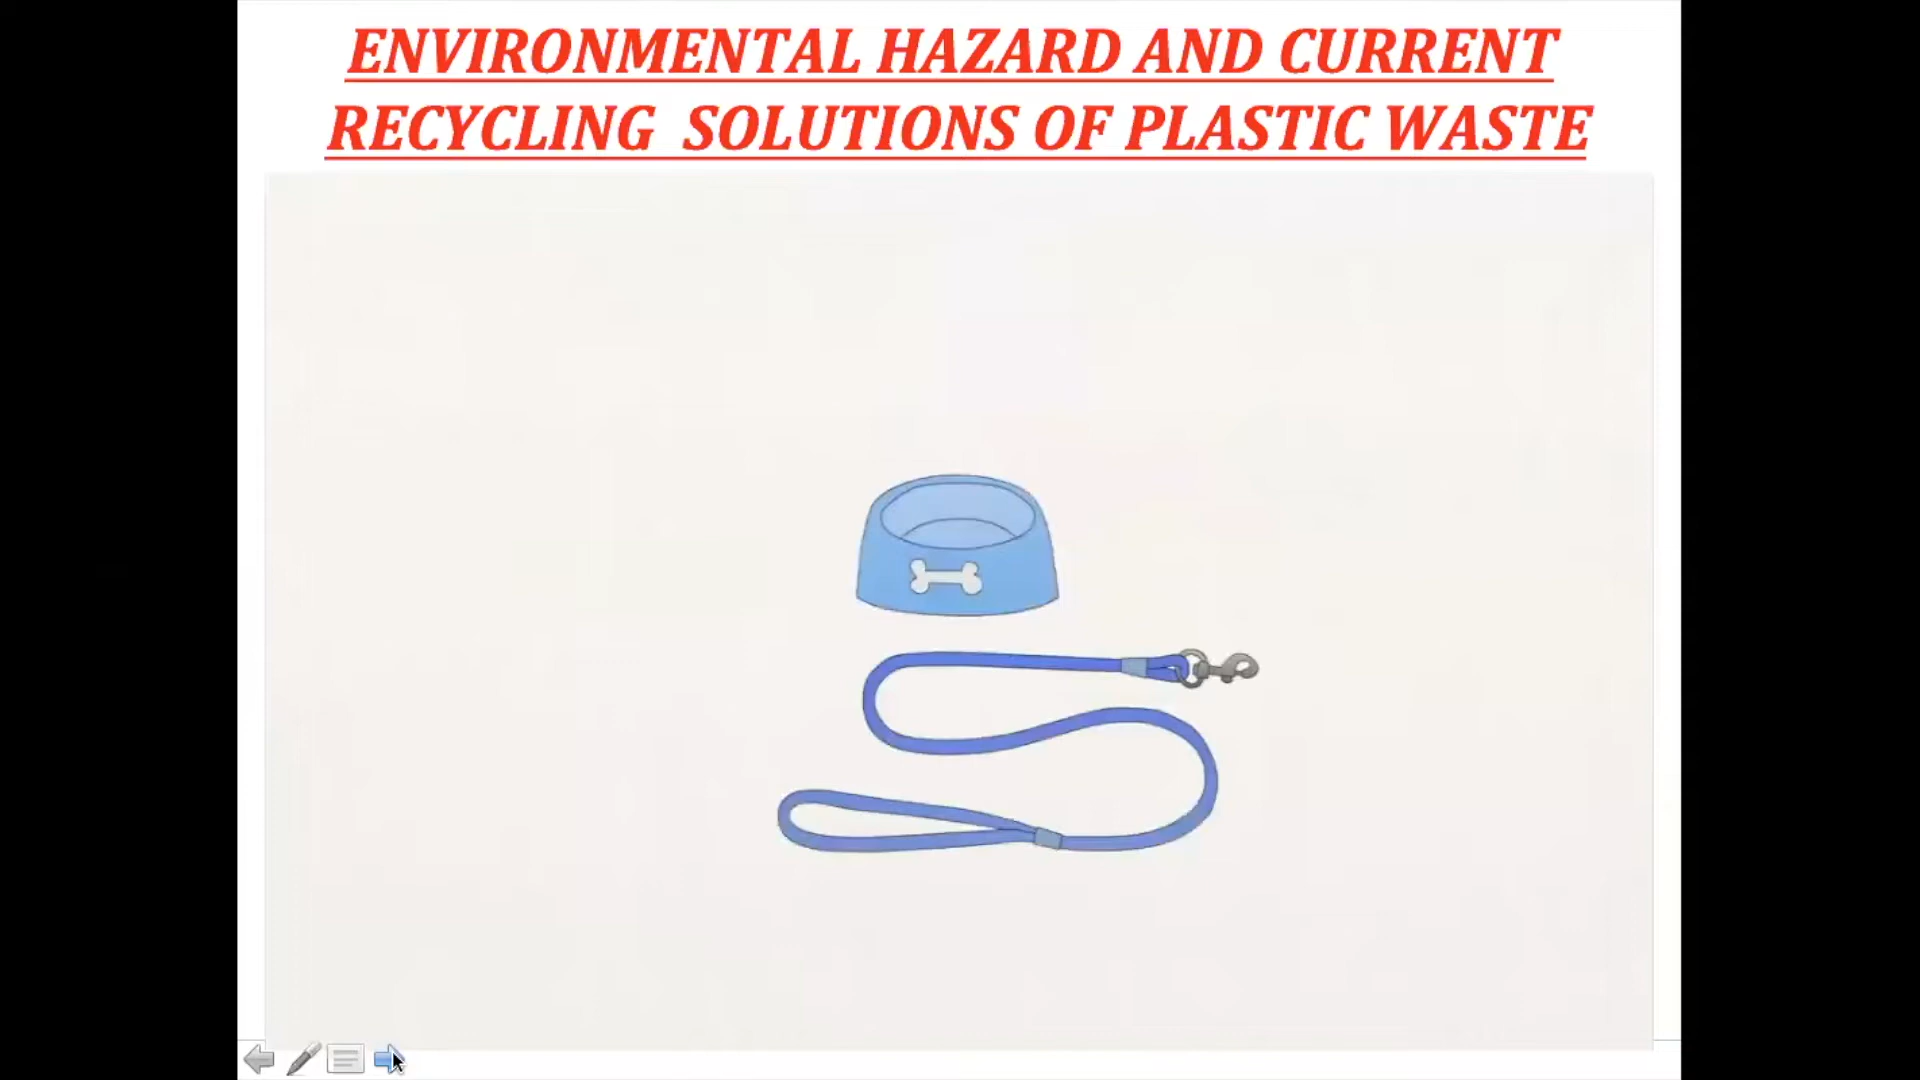 ENVIRONMENTAL HAZARD AND CURRENT
RECYCLING SOLUTIONS OF PLASTIC WASTE